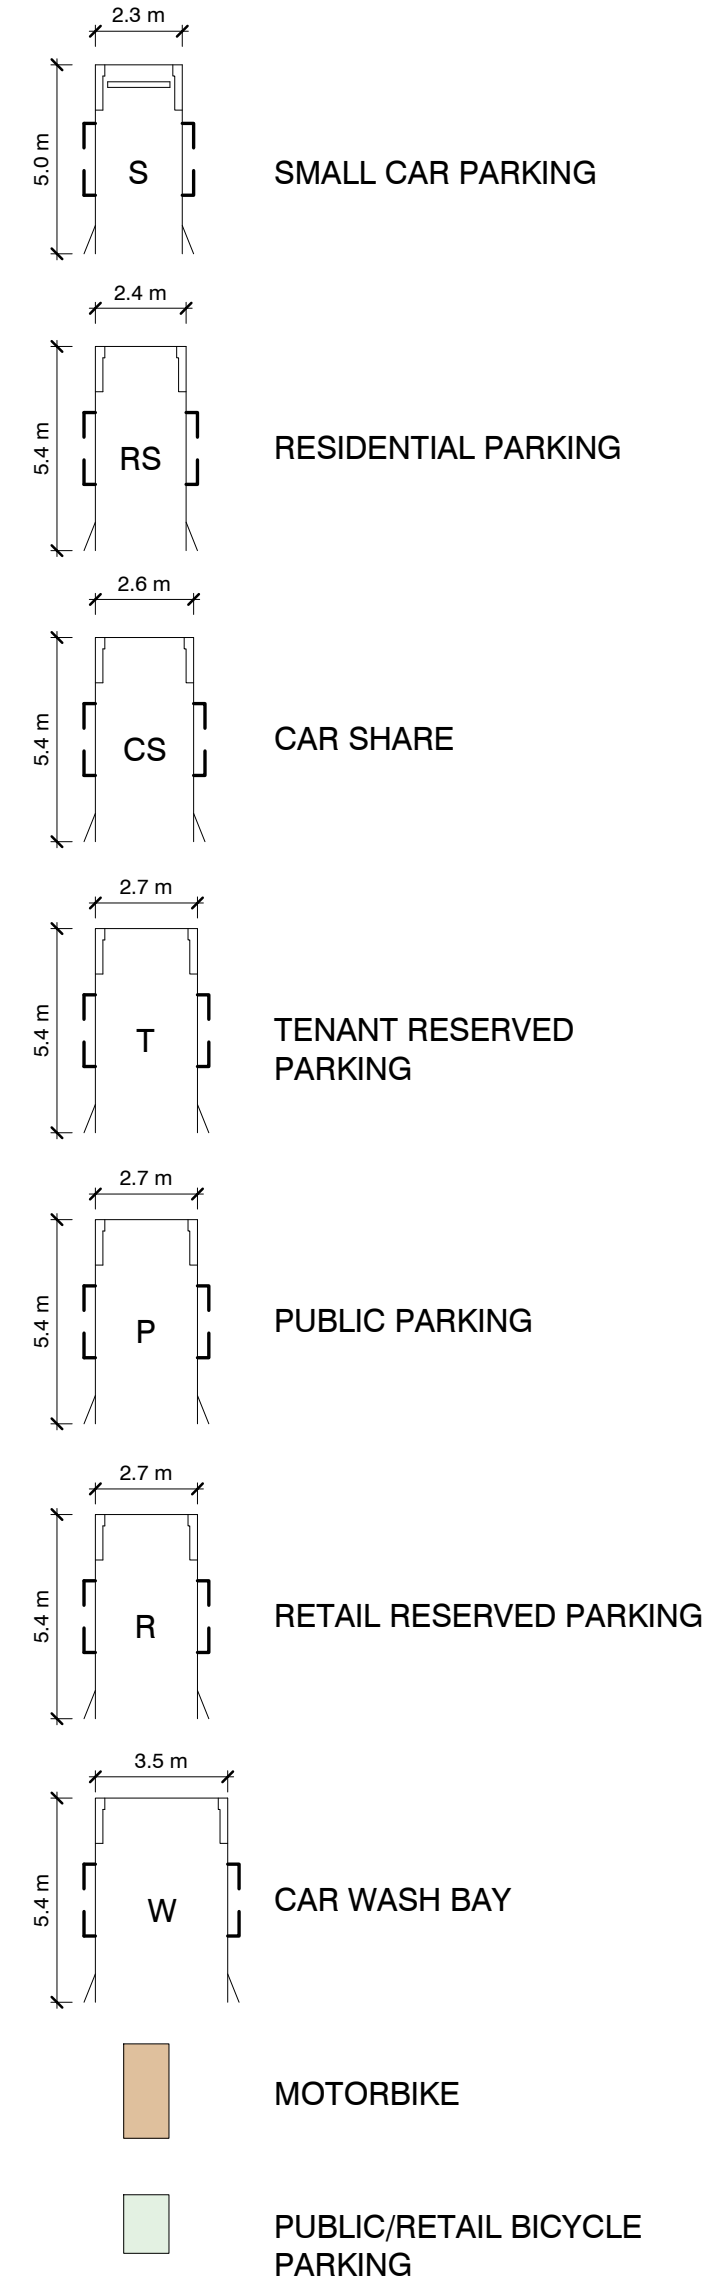 2.3 m
5.0 m
S
SMALL CAR PARKING
2.4 m
5.4 m
RS
RESIDENTIAL PARKING
2.6 m
5.4 m
CS
CAR SHARE
2.7 m
5.4 m
T
TENANT RESERVED
PARKING
2.7 m
5.4 m
P
PUBLIC PARKING
2.7 m
5.4 m
R
RETAIL RESERVED PARKING
3.5 m
5.4 m
W
CAR WASH BAY
MOTORBIKE
PUBLIC/RETAIL BICYCLE
PARKING